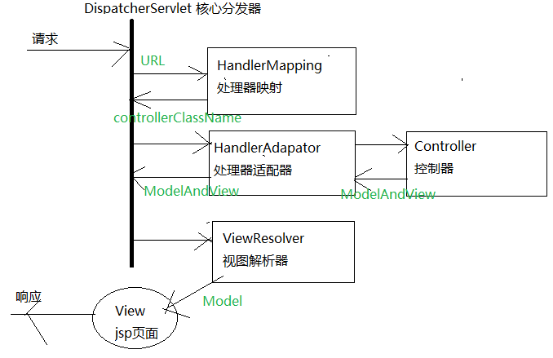 DispatcherServlet 核心分发器
请求
URL
HandlerMapping
处理器映射
controllerClassName
HandlerAdapator
处理器适配器
Controller
控制器
ModelAndView
ModelAndView
ViewResolver
视图解析器
响应
Model
View
jsp页面